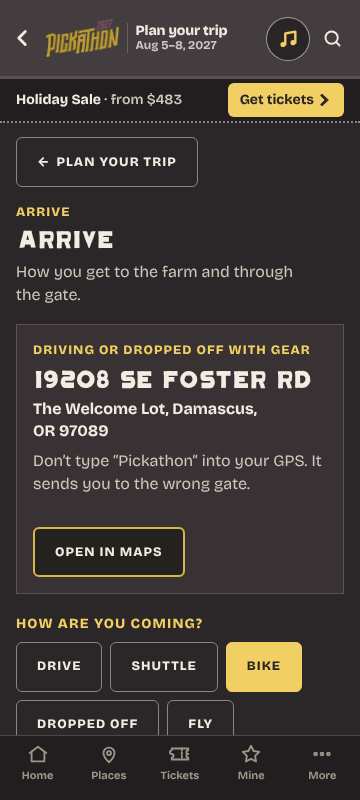 PICKATHON
Plan your trip
Aug 5–8, 2027
Holiday Sale · from $483
Get tickets
← PLAN YOUR TRIP
ARRIVE
ARRIVE
How you get to the farm and through
the gate.
DRIVING OR DROPPED OFF WITH GEAR
19208 SE FOSTER RD
The Welcome Lot, Damascus,
OR 97089
Don't type “Pickathon” into your GPS. It
sends you to the wrong gate.
OPEN IN MAPS
HOW ARE YOU COMING?
DRIVE
SHUTTLE
BIKE
DROPPED OFF
FLY
Home
Places
Tickets
Mine
More